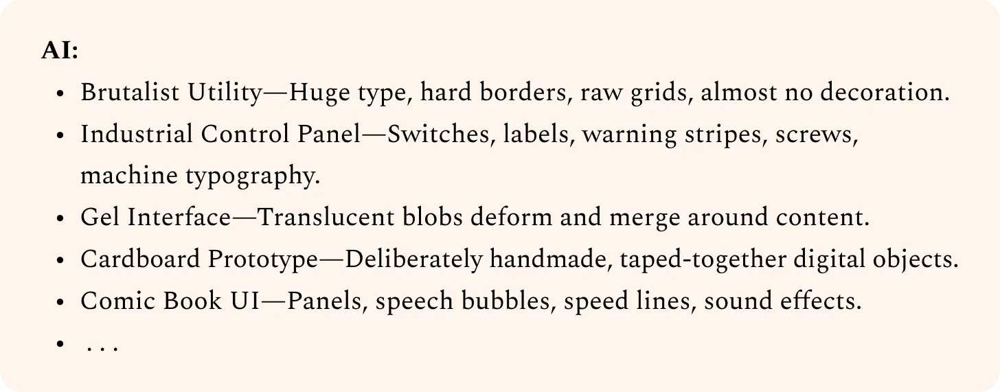 AI:
• Brutalist Utility—Huge type, hard borders, raw grids, almost no decoration.
• Industrial Control Panel—Switches, labels, warning stripes, screws,
machine typography.
• Gel Interface—Translucent blobs deform and merge around content.
• Cardboard Prototype—Deliberately handmade, taped-together digital objects.
• Comic Book UI—Panels, speech bubbles, speed lines, sound effects.
• . . .